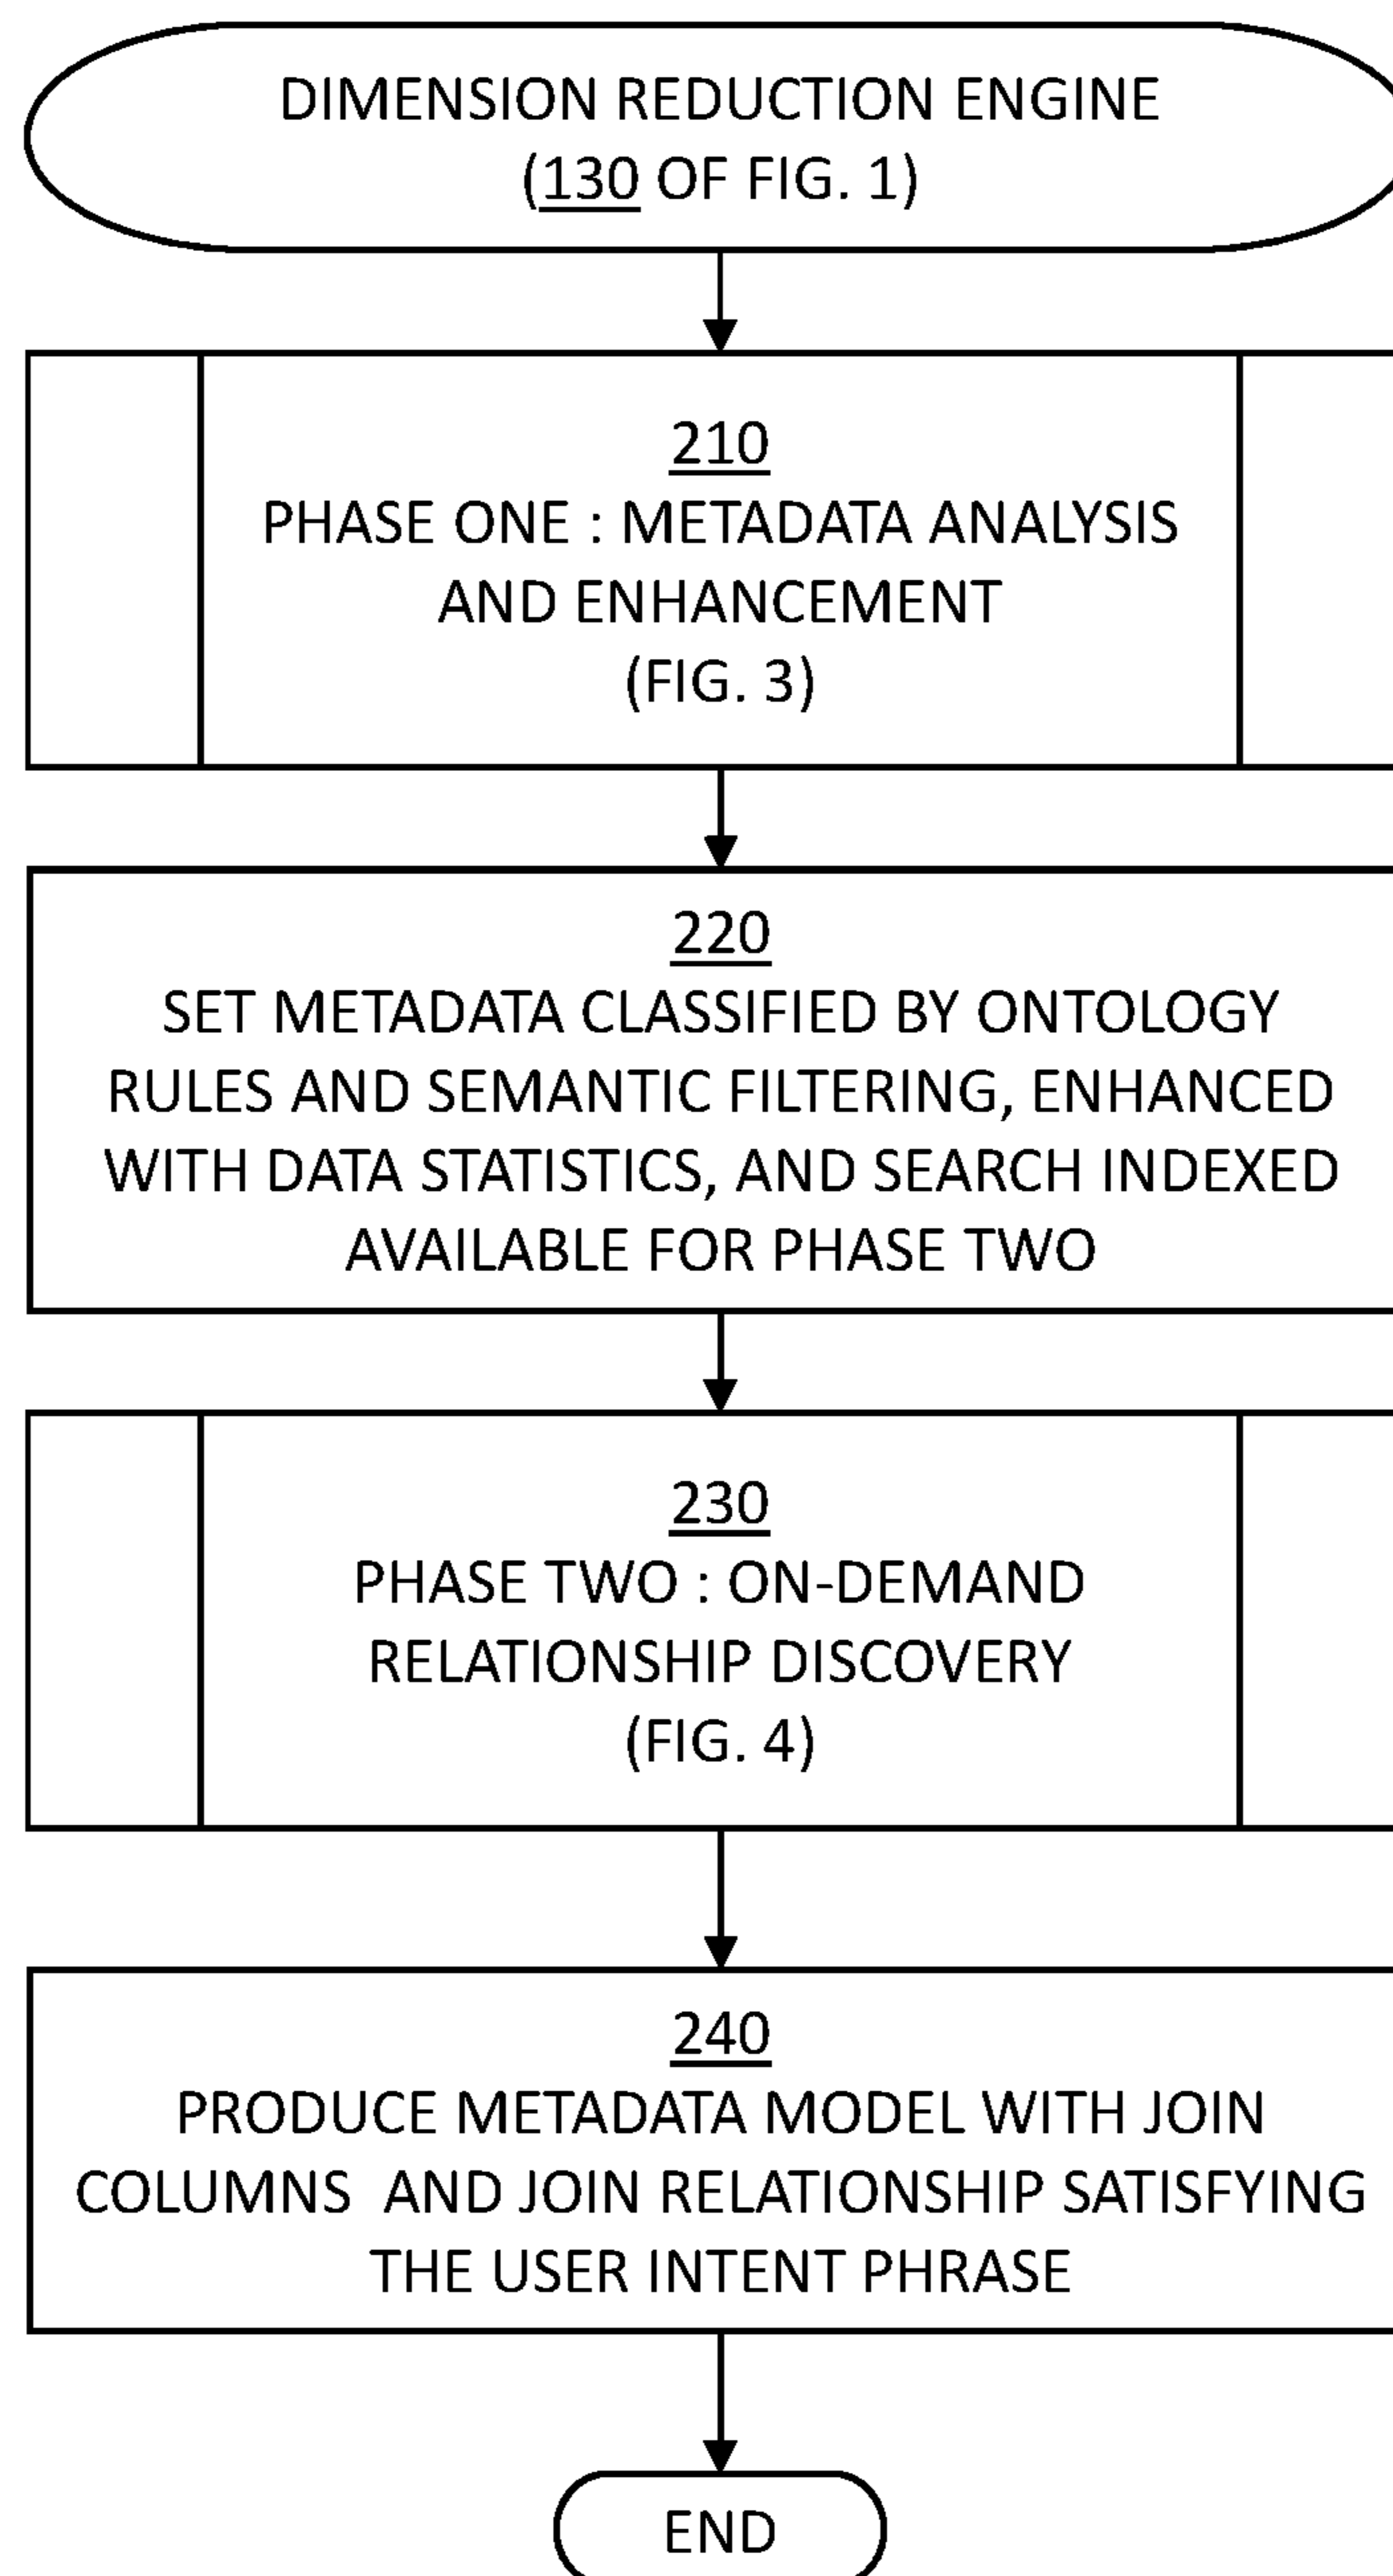 DIMENSION REDUCTION ENGINE
(130 OF FIG. 1)
210
PHASE ONE : METADATA ANALYSIS
AND ENHANCEMENT
(FIG. 3)
220
SET METADATA CLASSIFIED BY ONTOLOGY
RULES AND SEMANTIC FILTERING, ENHANCED
WITH DATA STATISTICS, AND SEARCH INDEXED
AVAILABLE FOR PHASE TWO
230
PHASE TWO : ON-DEMAND
RELATIONSHIP DISCOVERY
(FIG. 4)
240
PRODUCE METADATA MODEL WITH JOIN
COLUMNS  AND JOIN RELATIONSHIP SATISFYING
THE USER INTENT PHRASE
END